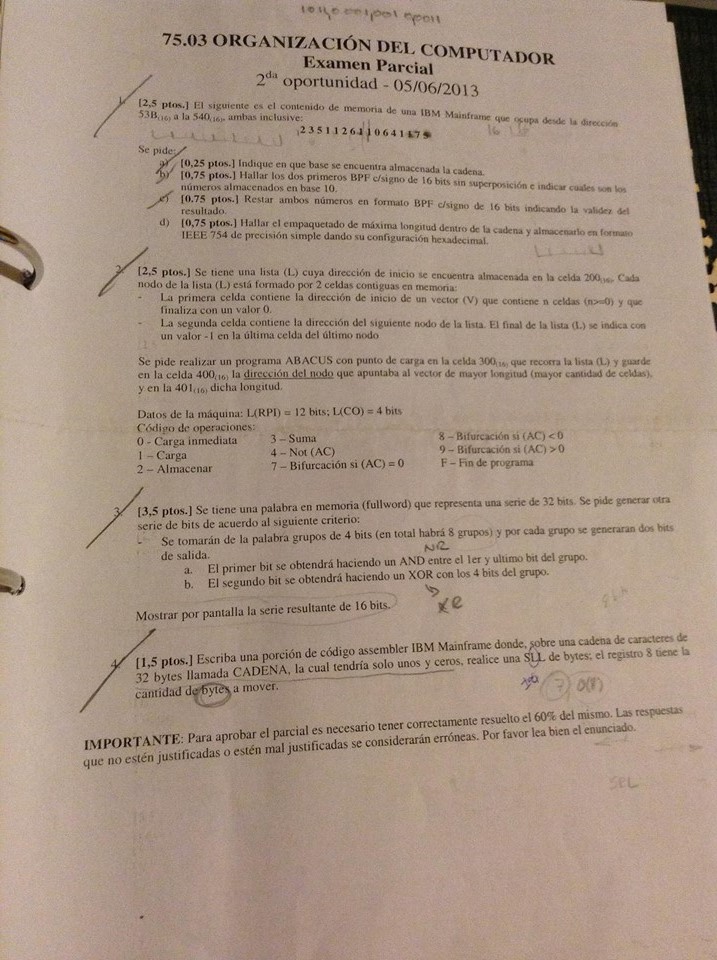 75.03 ORGANIZACIÓN DEL COMPUTADOR
Examen Parcial
2da oportunidad - 05/06/2013
1. [2,5 ptos.] El siguiente es el contenido de memoria de una IBM Mainframe que ocupa desde la dirección
53B(16) a la 540(16), ambas inclusive:
16
Se pide:
a) [0,25 ptos.] Indique en que base se encuentra almacenada la cadena.
b) [0,75 ptos.] Hallar los dos primeros BPF c/signo de 16 bits sin superposición e indicar cuales son los
números almacenados en base 10.
c) [0.75 ptos.] Restar ambos números en formato BPF c/signo de 16 bits indicando la validez del
resultado.
d) [0,75 ptos.] Hallar el empaquetado de máxima longitud dentro de la cadena y almacenarlo en formato
IEEE 754 de precisión simple dando su configuración hexadecimal.
2. [2,5 ptos.] Se tiene una lista (L) cuya dirección de inicio se encuentra almacenada en la celda 200(16). Cada
nodo de la lista (L) está formado por 2 celdas contiguas en memoria:
- La primera celda contiene la dirección de inicio de un vector (V) que contiene n celdas (n>=0) y que
finaliza con un valor 0.
- La segunda celda contiene la dirección del siguiente nodo de la lista. El final de la lista (L) se indica con
un valor -1 en la última celda del último nodo
Se pide realizar un programa ABACUS con punto de carga en la celda 300(16) que recorra la lista (L) y guarde
en la celda 400(16) la dirección del nodo que apuntaba al vector de mayor longitud (mayor cantidad de celdas),
y en la 401(16) dicha longitud.
Datos de la máquina: L(RPI) = 12 bits; L(CO) = 4 bits
Código de operaciones:
0 - Carga inmediata 3 – Suma 8 – Bifurcación si (AC) < 0
1 – Carga 4 – Not (AC) 9 – Bifurcación si (AC) >0
2 – Almacenar 7 – Bifurcación si (AC) = 0 F – Fin de programa
3. [3,5 ptos.] Se tiene una palabra en memoria (fullword) que representa una serie de 32 bits. Se pide generar otra
serie de bits de acuerdo al siguiente criterio:
- Se tomarán de la palabra grupos de 4 bits (en total habrá 8 grupos) y por cada grupo se generaran dos bits
de salida.
NR
a. El primer bit se obtendrá haciendo un AND entre el 1er y ultimo bit del grupo.
b. El segundo bit se obtendrá haciendo un XOR con los 4 bits del grupo.
XR
Mostrar por pantalla la serie resultante de 16 bits.
4. [1,5 ptos.] Escriba una porción de código assembler IBM Mainframe donde, sobre una cadena de caracteres de
32 bytes llamada CADENA, la cual tendría solo unos y ceros, realice una SLL de bytes; el registro 8 tiene la
cantidad de bytes a mover.
7
IMPORTANTE: Para aprobar el parcial es necesario tener correctamente resuelto el 60% del mismo. Las respuestas
que no estén justificadas o estén mal justificadas se considerarán erróneas. Por favor lea bien el enunciado.